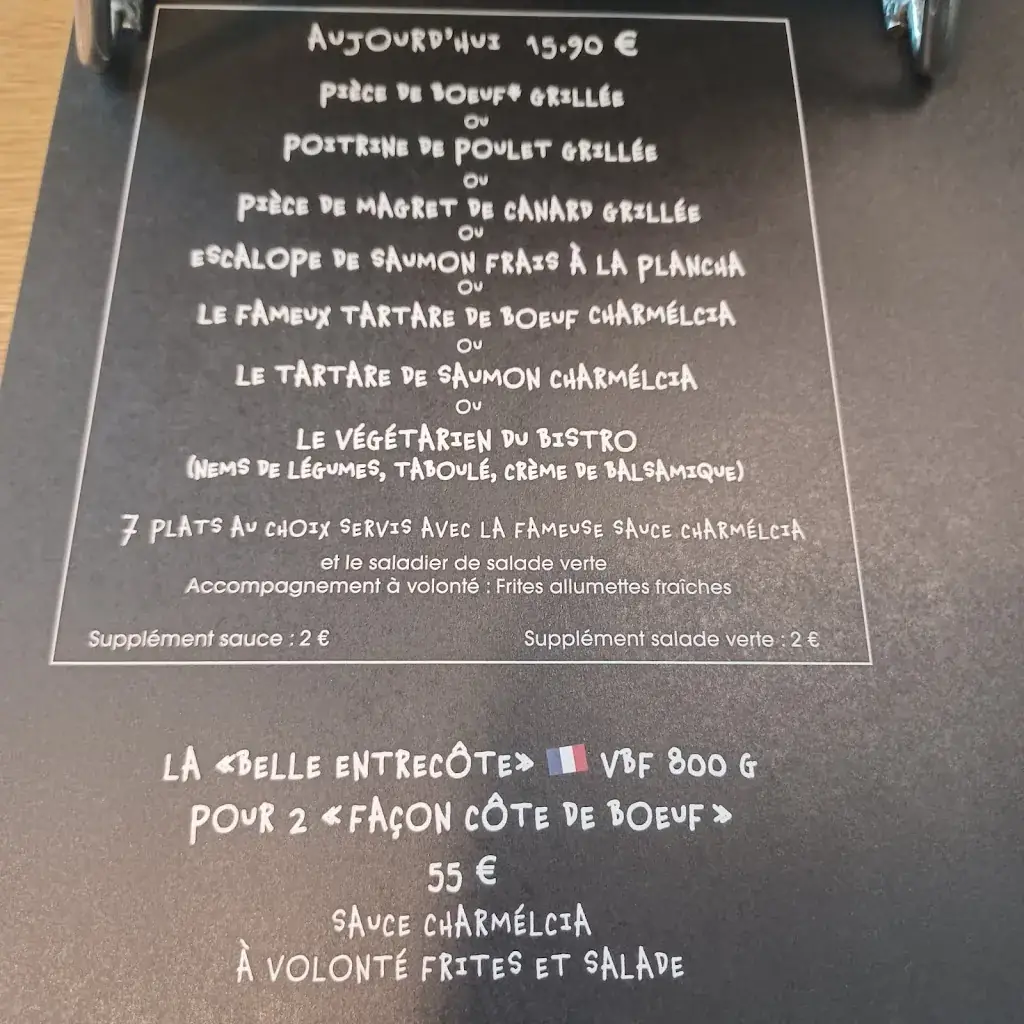 AUJOURD'HUI 15.90 €
PIÈCE DE BOEUF* GRILLÉE
OU
POITRINE DE POULET GRILLÉE
OU
PIÈCE DE MAGRET DE CANARD GRILLÉE
OU
ESCALOPE DE SAUMON FRAIS À LA PLANCHA
OU
LE FAMEUX TARTARE DE BOEUF CHARMÉLCIA
OU
LE TARTARE DE SAUMON CHARMÉLCIA
OU
LE VÉGÉTARIEN DU BISTRO
(NEMS DE LÉGUMES, TABOULÉ, CRÈME DE BALSAMIQUE)
7 PLATS AU CHOIX SERVIS AVEC LA FAMEUSE SAUCE CHARMÉLCIA
et le saladier de salade verte
Accompagnement à volonté : Frites allumettes fraîches
Supplément sauce : 2 € Supplément salade verte : 2 €
LA «BELLE ENTRECÔTE» VBF 800 G
POUR 2 « FAÇON CÔTE DE BOEUF »
55 €
SAUCE CHARMÉLCIA
À VOLONTÉ FRITES ET SALADE